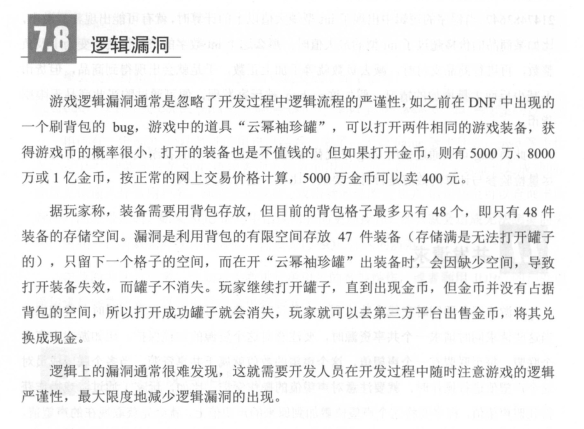 7.8 逻辑漏洞
游戏逻辑漏洞通常是忽略了开发过程中逻辑流程的严谨性,如之前在 DNF 中出现的
一个刷背包的 bug，游戏中的道具“云幂袖珍罐”，可以打开两件相同的游戏装备，获
得游戏币的概率很小，打开的装备也是不值钱的。但如果打开金币，则有 5000 万、8000
万或 1 亿金币，按正常的网上交易价格计算，5000 万金币可以卖 400 元。
据玩家称，装备需要用背包存放，但目前的背包格子最多只有 48 个，即只有 48 件
装备的存储空间。漏洞是利用背包的有限空间存放 47 件装备（存储满是无法打开罐子
的），只留下一个格子的空间，而在开“云幂袖珍罐”出装备时，会因缺少空间，导致
打开装备失效，而罐子不消失。玩家继续打开罐子，直到出现金币，但金币并没有占据
背包的空间，所以打开成功罐子就会消失，玩家就可以去第三方平台出售金币，将其兑
换成现金。
逻辑上的漏洞通常很难发现，这就需要开发人员在开发过程中随时注意游戏的逻辑
严谨性，最大限度地减少逻辑漏洞的出现。